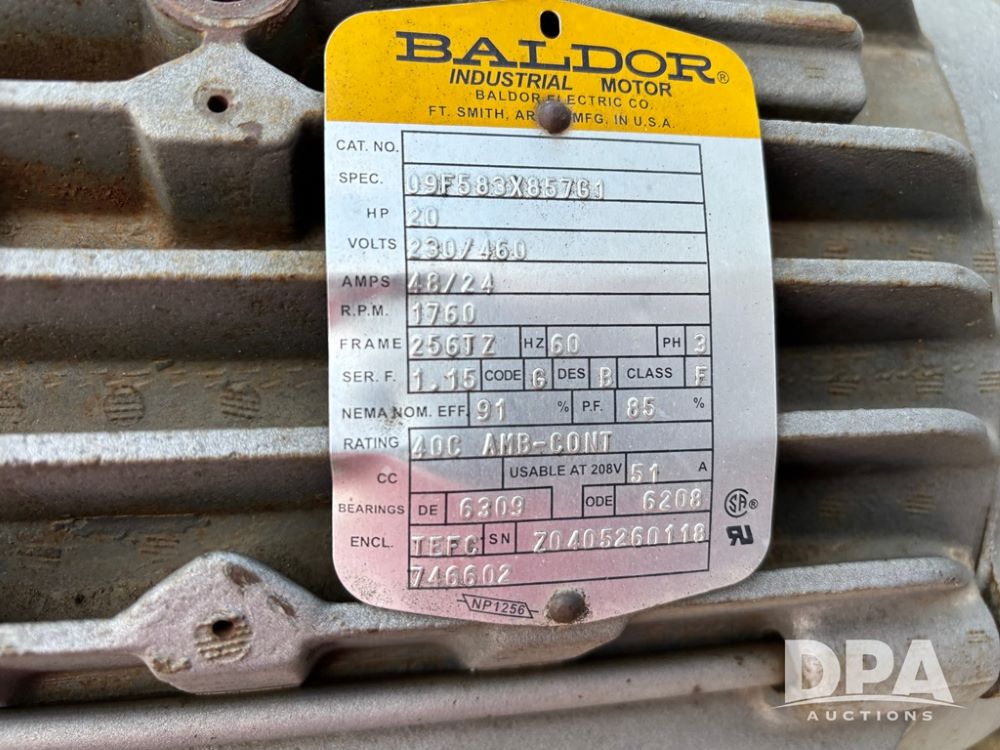 BALDOR®
INDUSTRIAL MOTOR
BALDOR ELECTRIC CO.
FT. SMITH, AR MFG. IN U.S.A.
CAT. NO.
SPEC. 09F583X857G1
HP 20
VOLTS 230/460
AMPS 48/24
R.P.M. 1760
FRAME 256TZ HZ 60 PH 3
SER. F. 1.15 CODE G DES B CLASS F
NEMA NOM. EFF. 91 % P.F. 85 %
RATING 40C AMB-CONT
CC USABLE AT 208V 51 A
BEARINGS DE 6309 ODE 6208
ENCL. TEFC SN Z0405260118
746602
NP1256
SA®
DPA
AUCTIONS